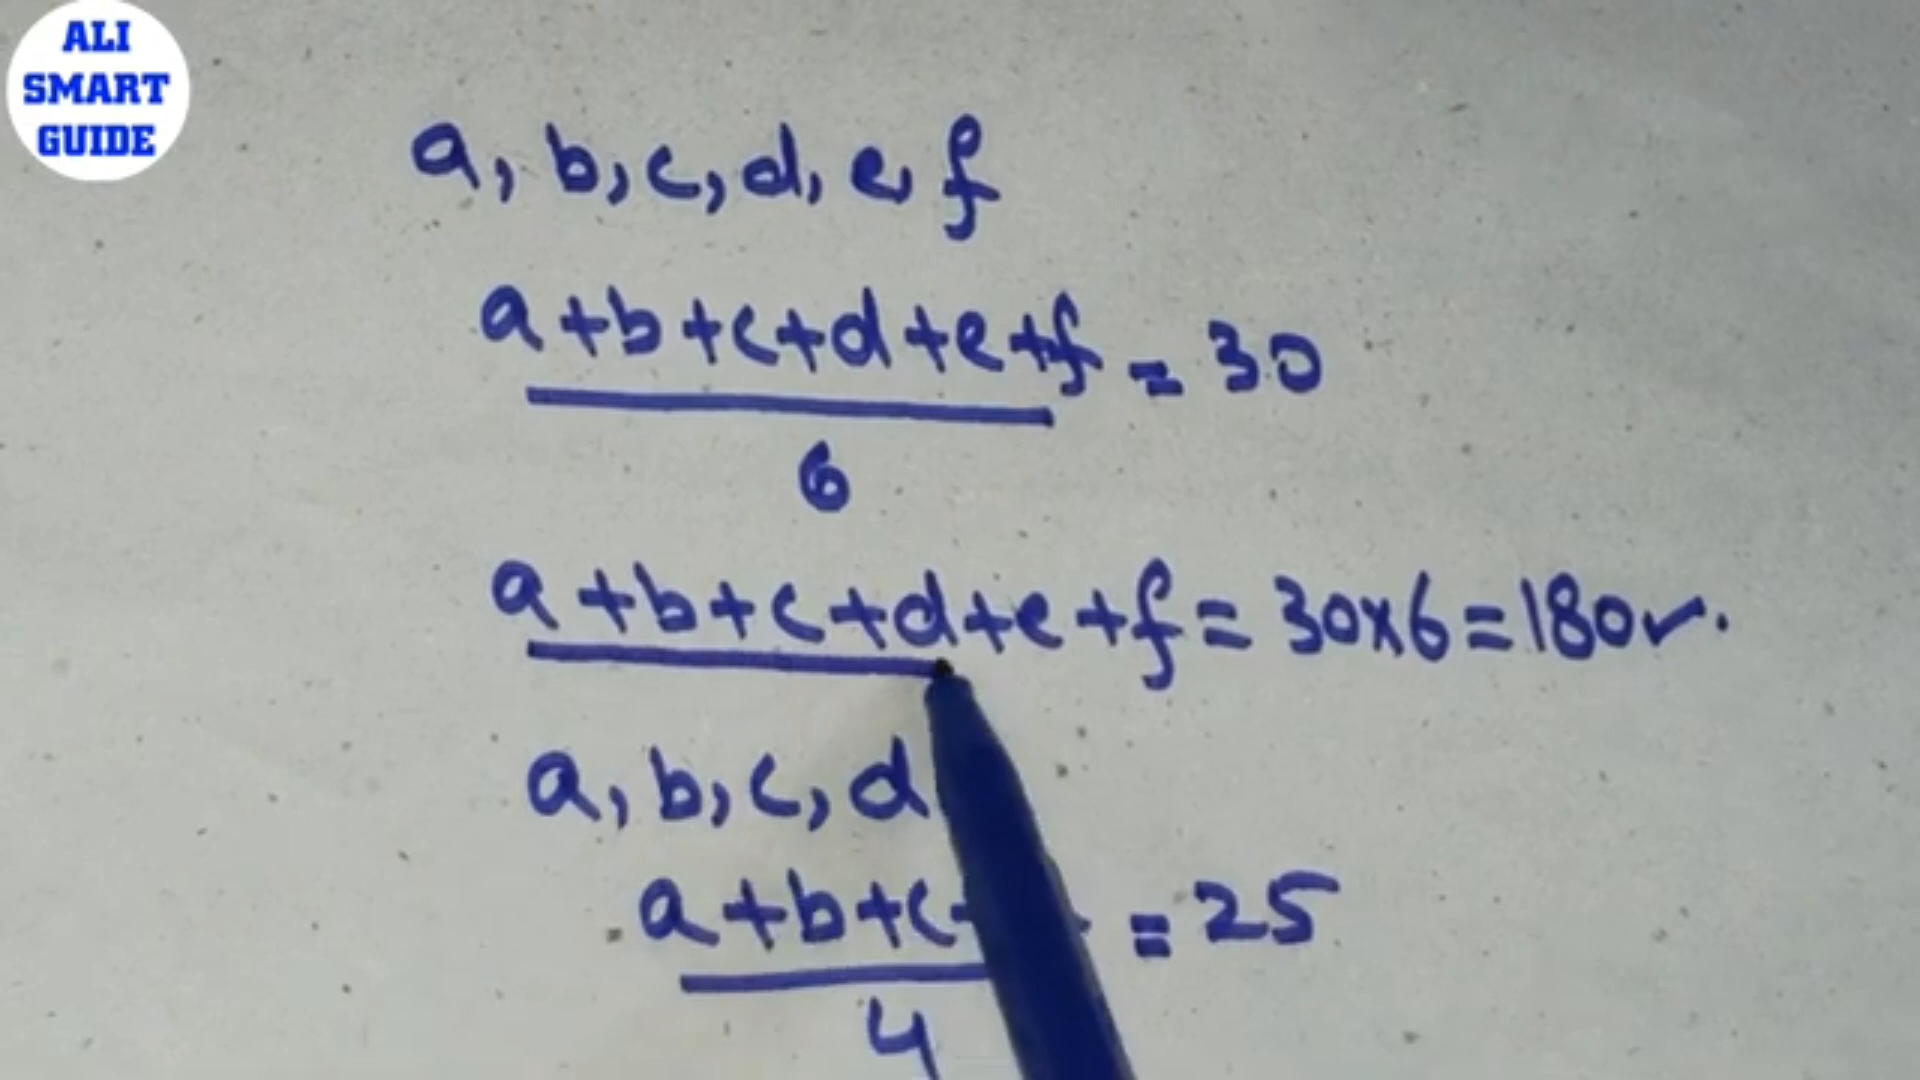 ALI
SMART
GUIDE
a, b, c, d, e, f
a+b+c+d+e+f = 30
6
a+b+c+d+e+f = 30x6 = 180
a, b, c, d
a+b+c+ = 25
4